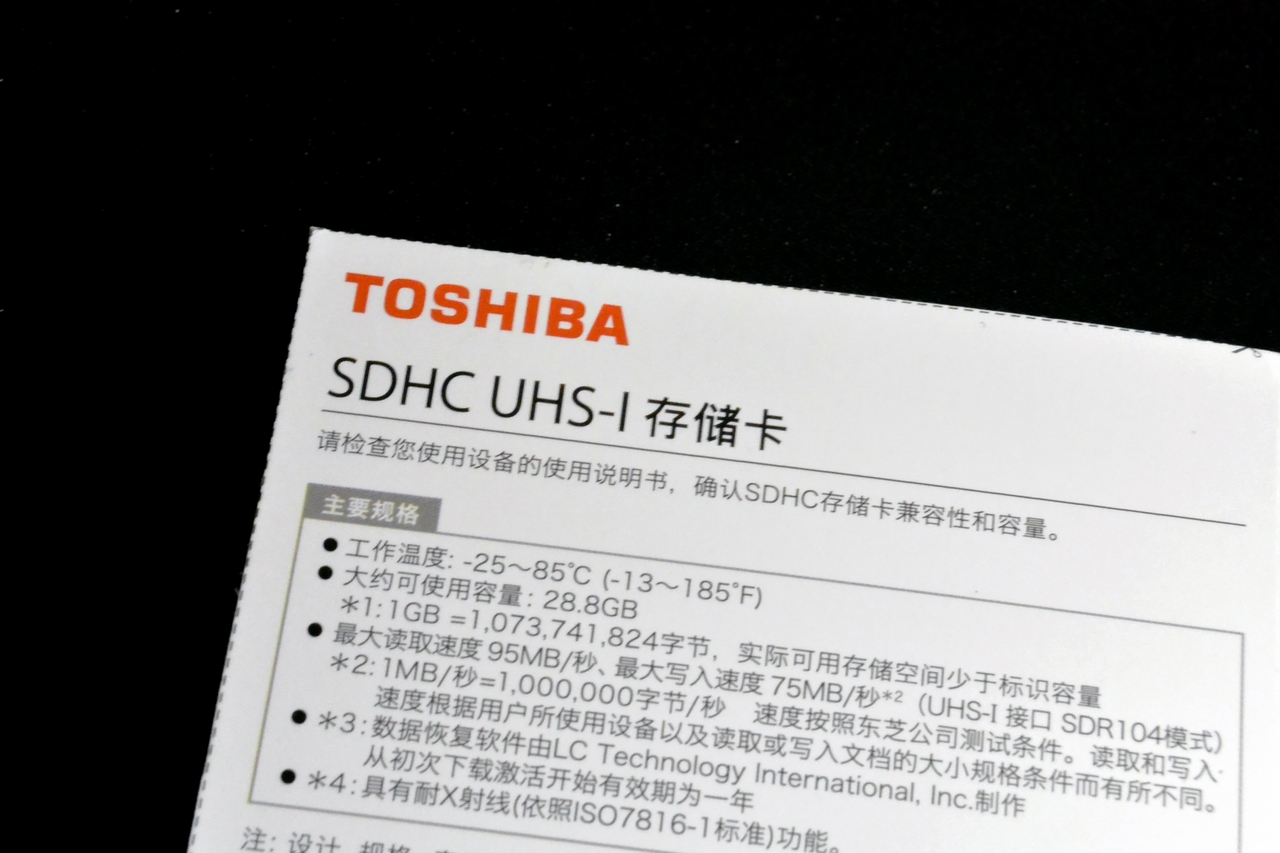 TOSHIBA
SDHC UHS-I 存储卡
请检查您使用设备的使用说明书，确认SDHC存储卡兼容性和容量。
主要规格
● 工作温度: -25～85℃ (-13～185°F)
● 大约可使用容量: 28.8GB
＊1: 1GB =1,073,741,824字节，实际可用存储空间少于标识容量
● 最大读取速度 95MB/秒、最大写入速度 75MB/秒＊2（UHS-I 接口 SDR104模式）
＊2: 1MB/秒=1,000,000字节/秒 速度按照东芝公司测试条件。读取和写入
速度根据用户所使用设备以及读取或写入文档的大小规格条件而有所不同。
● ＊3: 数据恢复软件由LC Technology International, Inc.制作
从初次下载激活开始有效期为一年
● ＊4: 具有耐X射线(依照ISO7816-1标准)功能。
注: 设计 规格